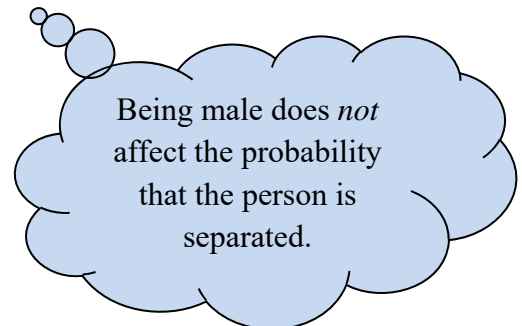 Being male does not
affect the probability
that the person is
separated.